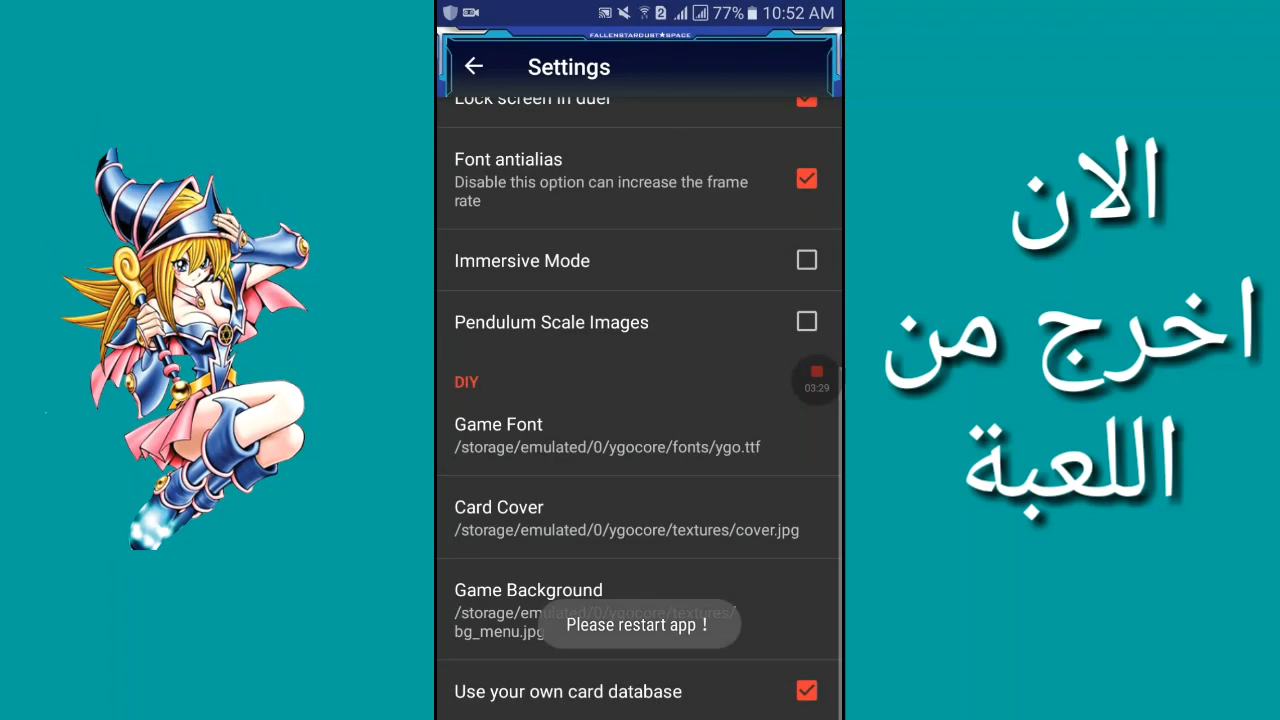 2 77% 10:52 AM
FALLENSTARDUST★SPACE
Settings
Lock screen in duel
Font antialias
Disable this option can increase the frame
rate
Immersive Mode
Pendulum Scale Images
DIY
03:29
Game Font
/storage/emulated/0/ygocore/fonts/ygo.ttf
Card Cover
/storage/emulated/0/ygocore/textures/cover.jpg
Game Background
/storage/emulated/0/ygocore/textures/
bg_menu.jpg
Please restart app！
Use your own card database
الان
اخرج من
اللعبة